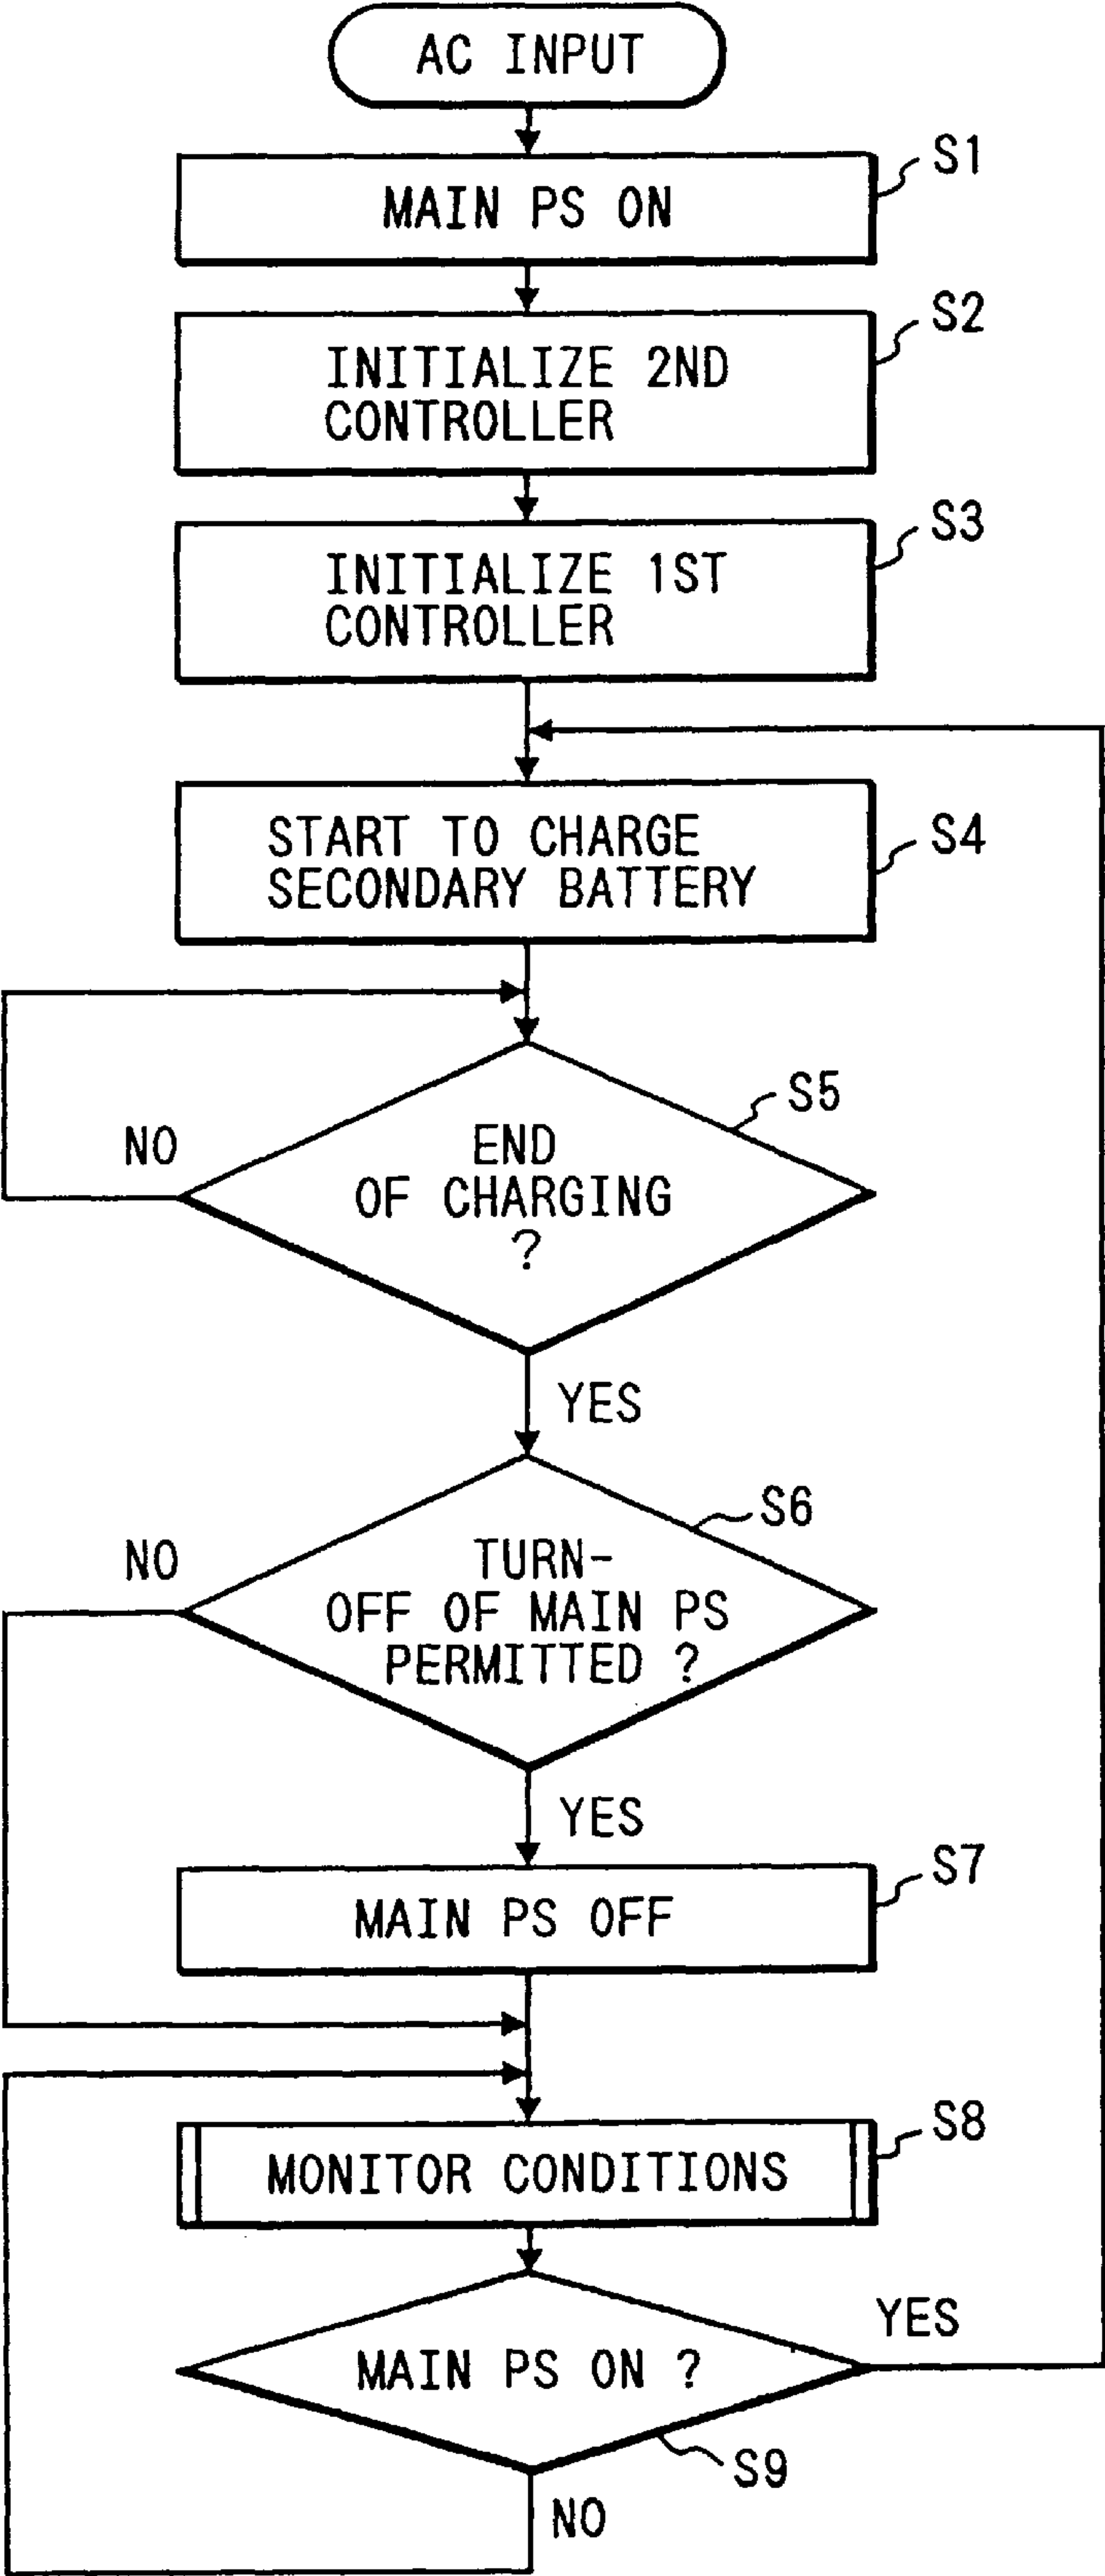 AC INPUT
MAIN PS ON
S1
INITIALIZE 2ND
CONTROLLER
S2
INITIALIZE 1ST
CONTROLLER
S3
START TO CHARGE
SECONDARY BATTERY
S4
END
OF CHARGING
?
S5
NO
YES
TURN-
OFF OF MAIN PS
PERMITTED ?
S6
NO
YES
MAIN PS OFF
S7
MONITOR CONDITIONS
S8
MAIN PS ON ?
YES
S9
NO